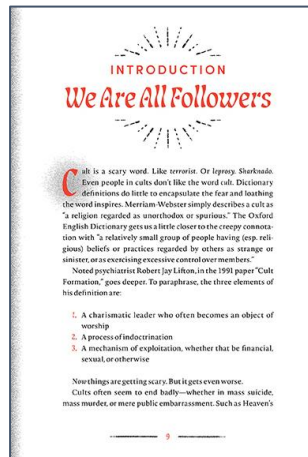 INTRODUCTION
We Are All Followers
Cult is a scary word. Like terrorist. Or leprosy. Sharknado.
Even people in cults don't like the word cult. Dictionary
definitions do little to encapsulate the fear and loathing
the word inspires. Merriam-Webster simply describes a cult as
"a religion regarded as unorthodox or spurious." The Oxford
English Dictionary gets us a little closer to the creepy connota-
tion with "a relatively small group of people having (esp. reli-
gious) beliefs or practices regarded by others as strange or
sinister, or as exercising excessive control over members."
Noted psychiatrist Robert Jay Lifton, in the 1991 paper "Cult
Formation," goes deeper. To paraphrase, the three elements of
his definition are:
1. A charismatic leader who often becomes an object of
worship
2. A process of indoctrination
3. A mechanism of exploitation, whether that be financial,
sexual, or otherwise
Now things are getting scary. But it gets even worse.
Cults often seem to end badly—whether in mass suicide,
mass murder, or mere public embarrassment. Such as Heaven's
9